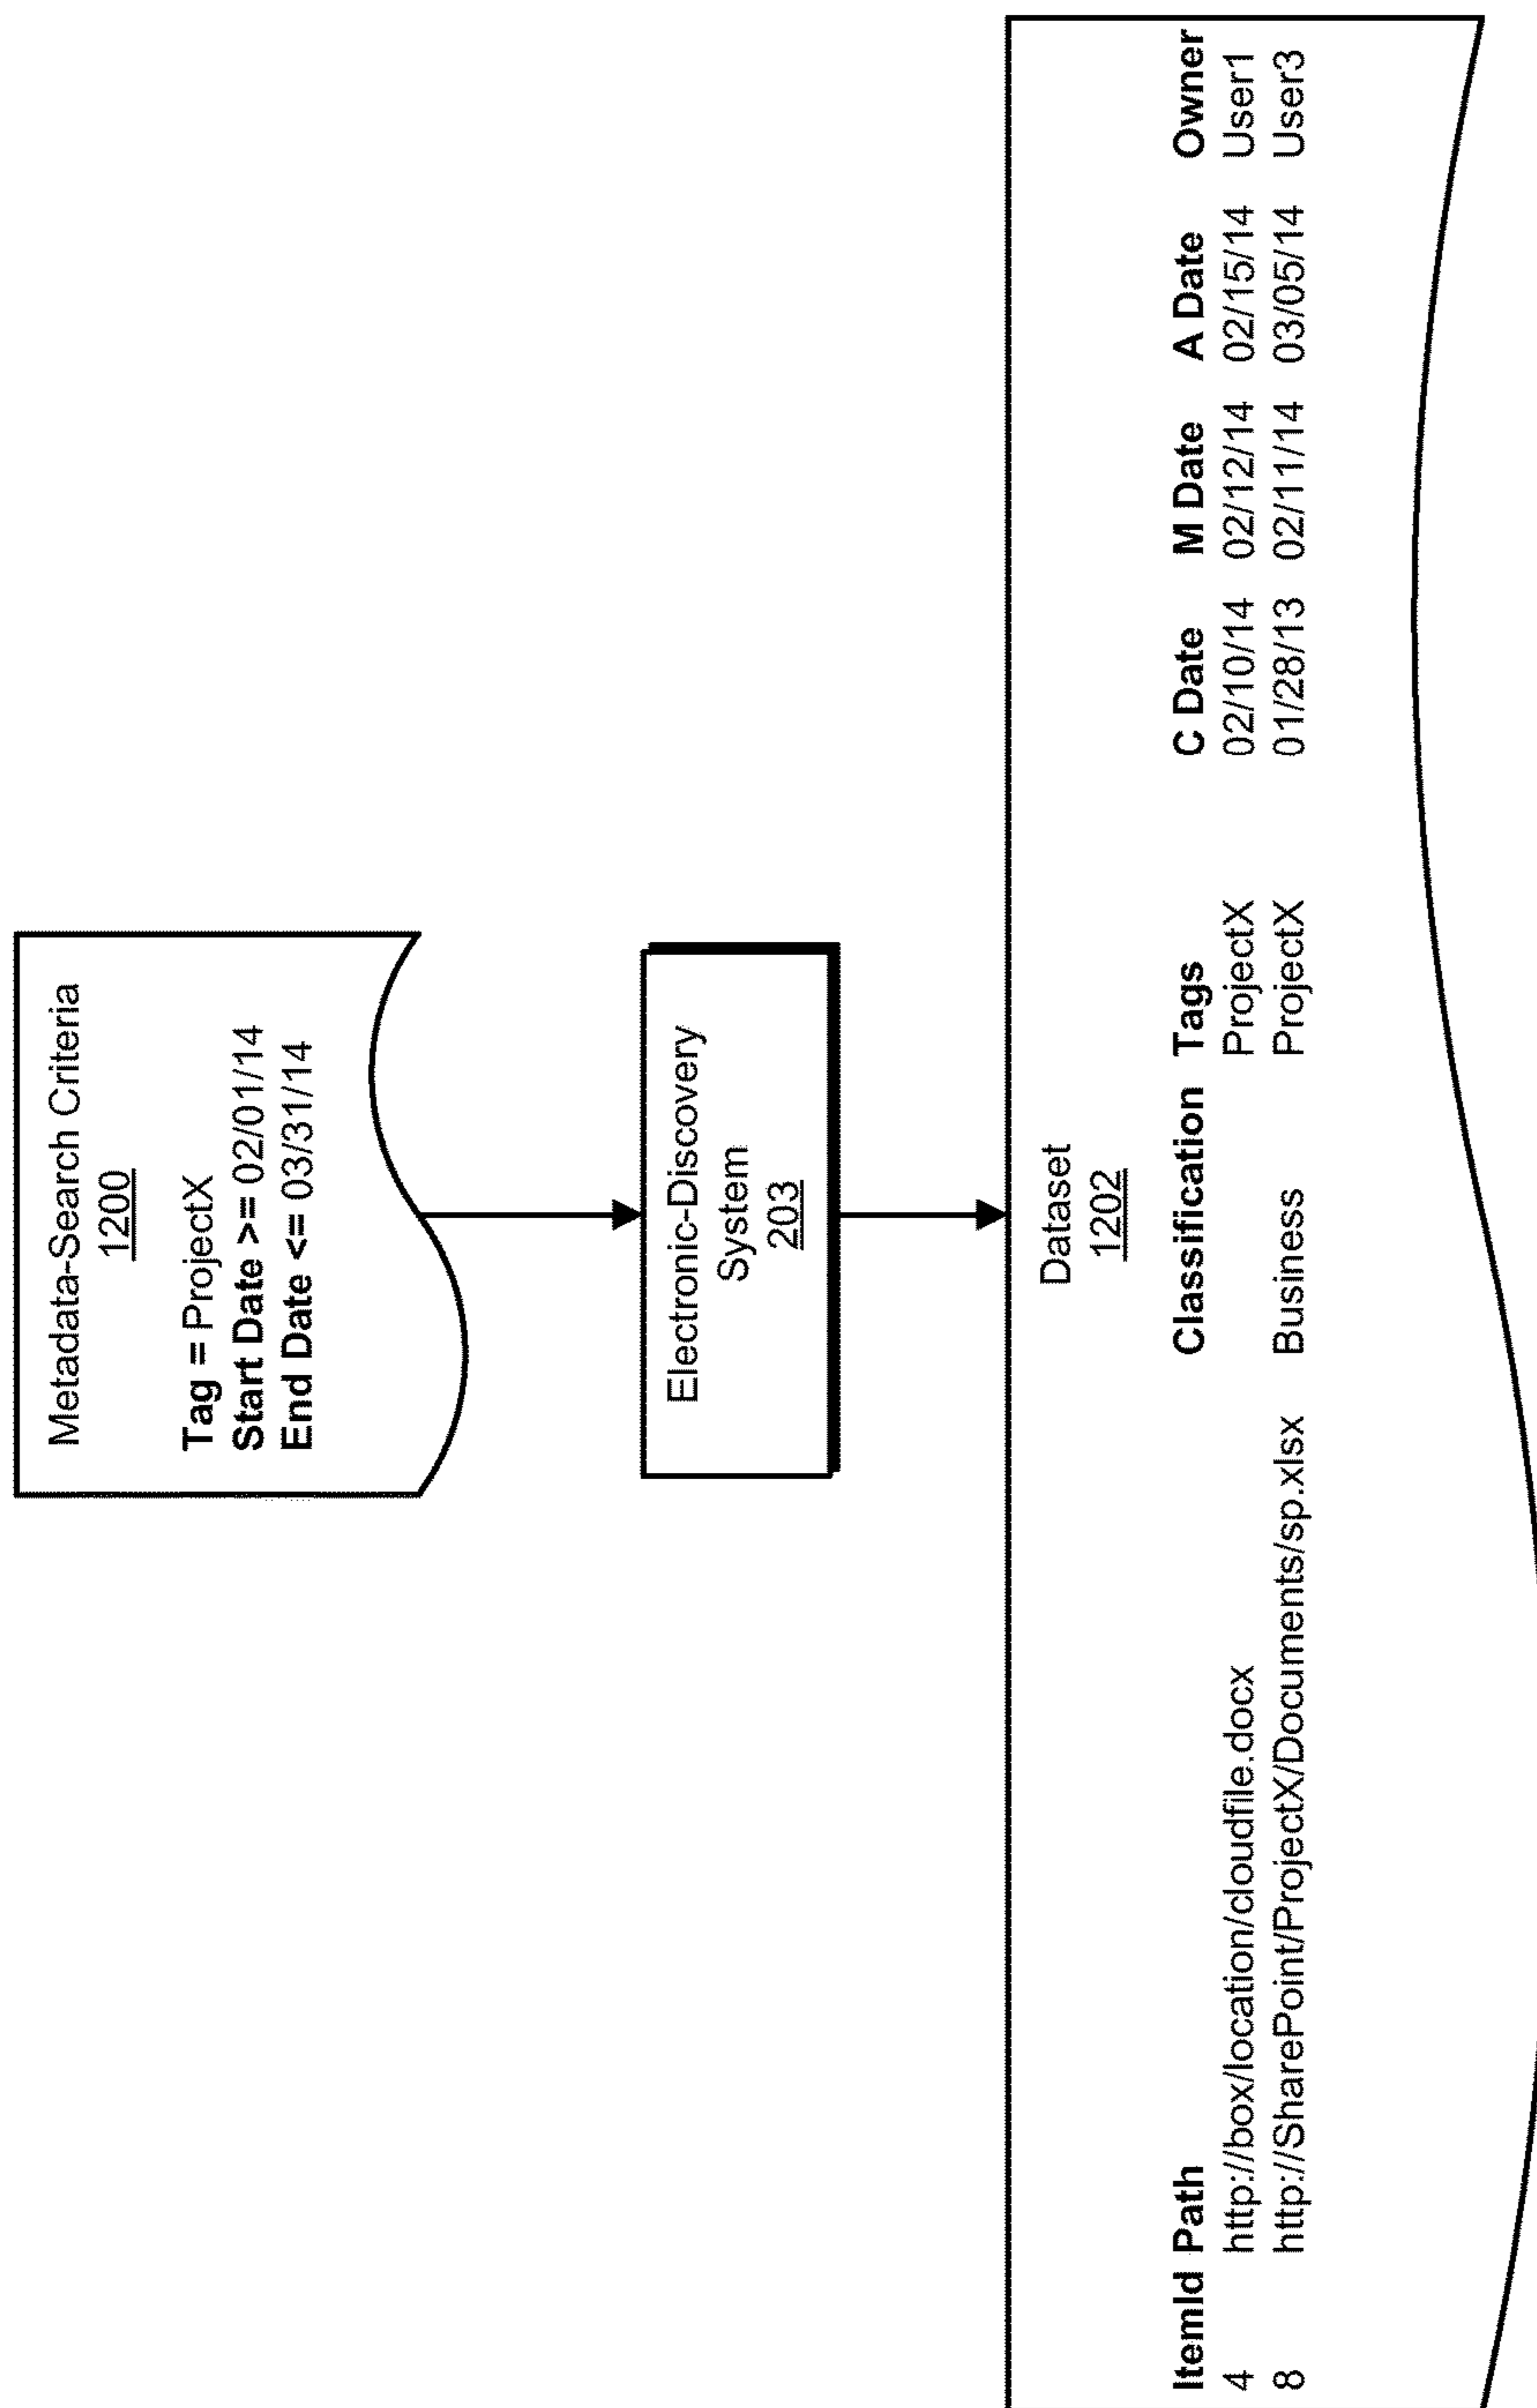 Metadata-Search Criteria
1200
Tag = ProjectX
Start Date >= 02/01/14
End Date <= 03/31/14
Electronic-Discovery
System
203
Dataset
1202
ItemId Path Classification Tags C Date M Date A Date Owner
4 http://box/location/cloudfile.docx ProjectX 02/10/14 02/12/14 02/15/14 User1
8 http://SharePoint/ProjectX/Documents/sp.xlsx Business ProjectX 01/28/13 02/11/14 03/05/14 User3